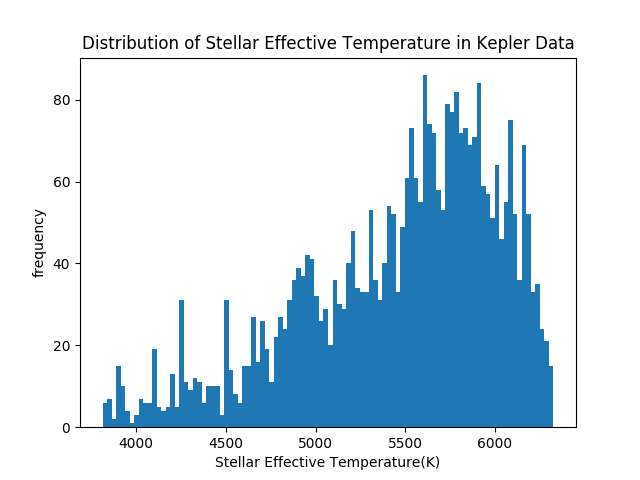 Distribution of Stellar Effective Temperature in Kepler Data
80
60
40
20
0
frequency
4000 4500 5000 5500 6000
Stellar Effective Temperature(K)